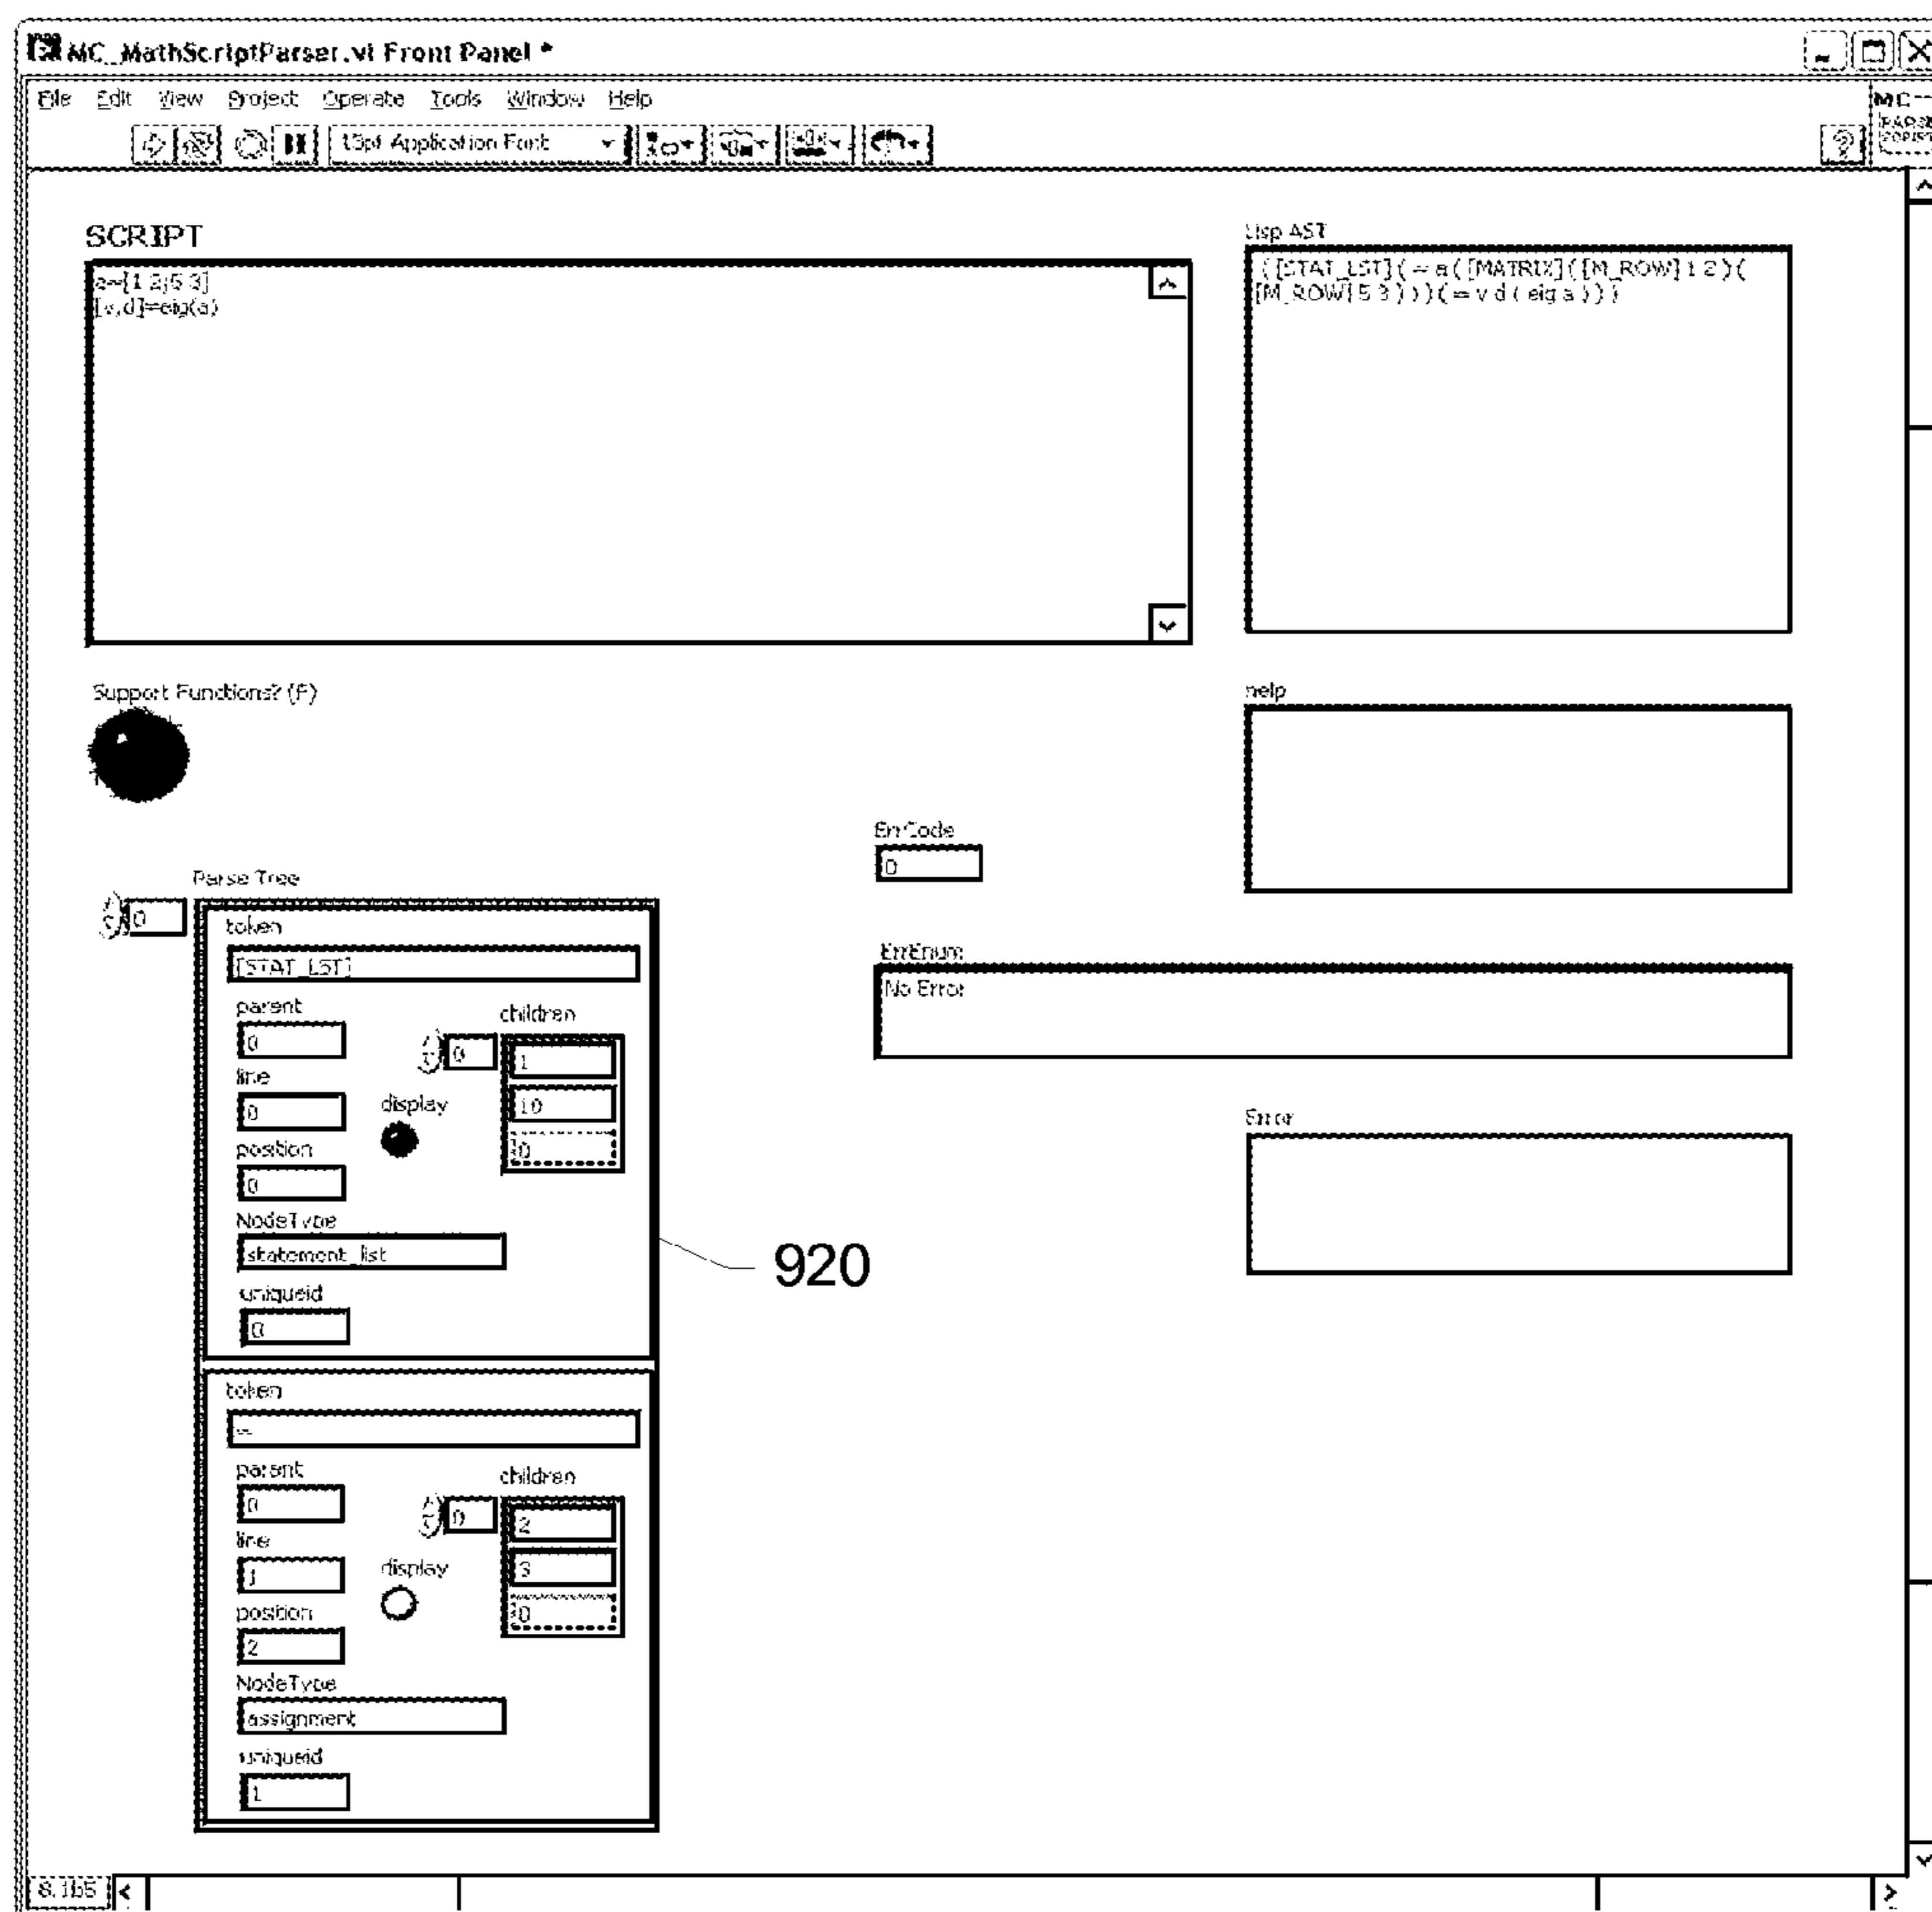 MC_MathScriptParser.vi Front Panel *
File Edit View Project Operate Tools Window Help
13pt Application Font
MC
SCRIPT
a=[1 2;5 3]
[v,d]=eig(a)
Lisp AST
([STAT_LST](= a([MATRIX]([M_ROW]1 2)(
[M_ROW]5 3)))(= v d(eig a)))
Support Functions? (F)
help
ErrCode
0
Parse Tree
0
token
[STAT_LST]
parent
0
children
0
1
10
0
line
0
display
position
0
NodeType
statement_list
uniqueid
0
920
ErrEnum
No Error
Error
token
=
parent
0
children
0
2
3
0
line
1
display
position
2
NodeType
assignment
uniqueid
1
8.1b5